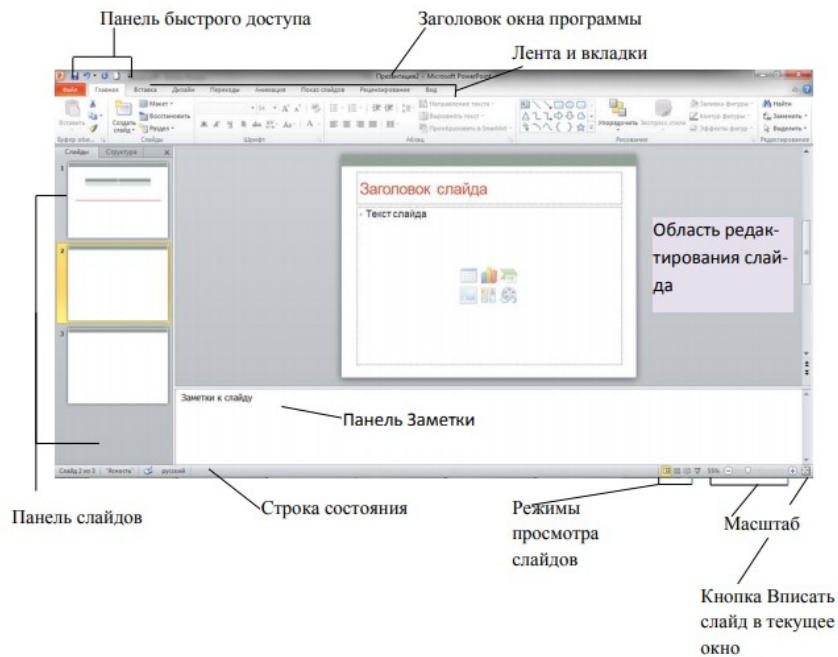 Панель быстрого доступа
Заголовок окна программы
Лента и вкладки
Презентация2 - Microsoft PowerPoint
Файл Главная Вставка Дизайн Переходы Анимация Показ слайдов Рецензирование Вид
Макет
Направление текста
Заливка фигуры
Найти
Вставить
Создать слайд
Восстановить
Выровнять текст
Упорядочить
Экспресс-стили
Контур фигуры
Заменить
Раздел
Преобразовать в SmartArt
Эффекты фигур
Выделить
Буфер обме...
Слайды
Шрифт
Абзац
Рисование
Редактирование
Слайды Структура
1
2
3
Заголовок слайда
Текст слайда
Область редак-
тирования слай-
да
Заметки к слайду
Панель Заметки
Слайд 2 из 3 "Ясность" русский
55%
Панель слайдов
Строка состояния
Режимы
просмотра
слайдов
Масштаб
Кнопка Вписать
слайд в текущее
окно